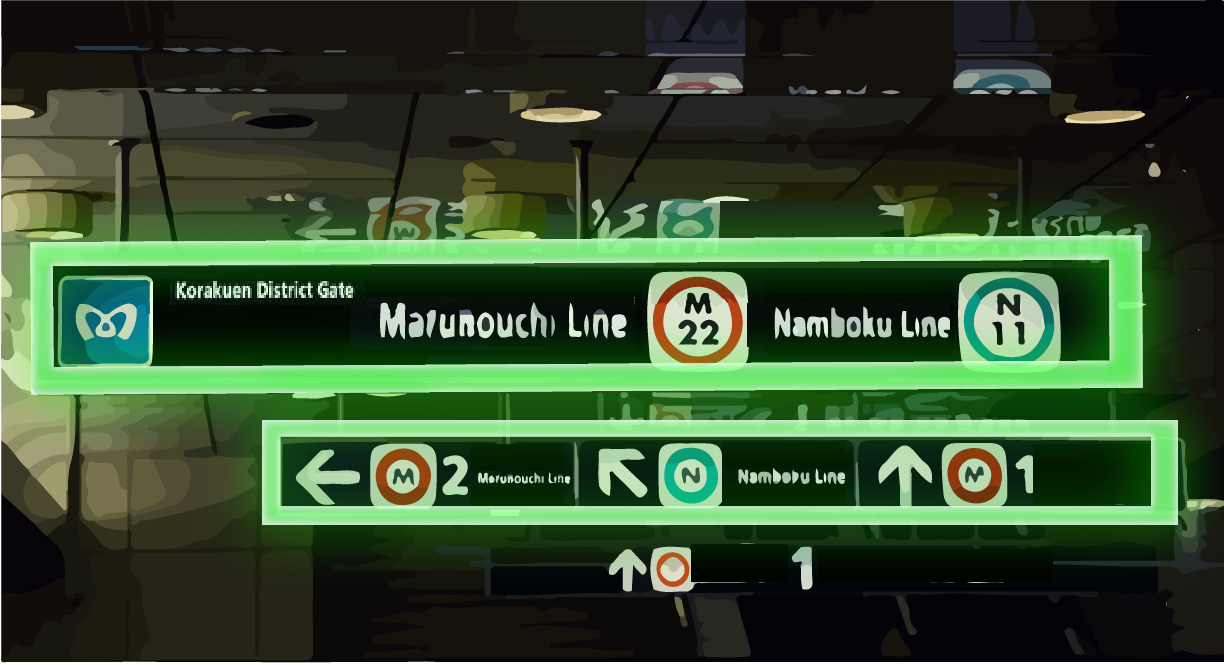 Korakuen District Gate
Marunouchi Line M 22 Namboku Line N 11
M 2 Marunouchi Line N Namboku Line M 1
1